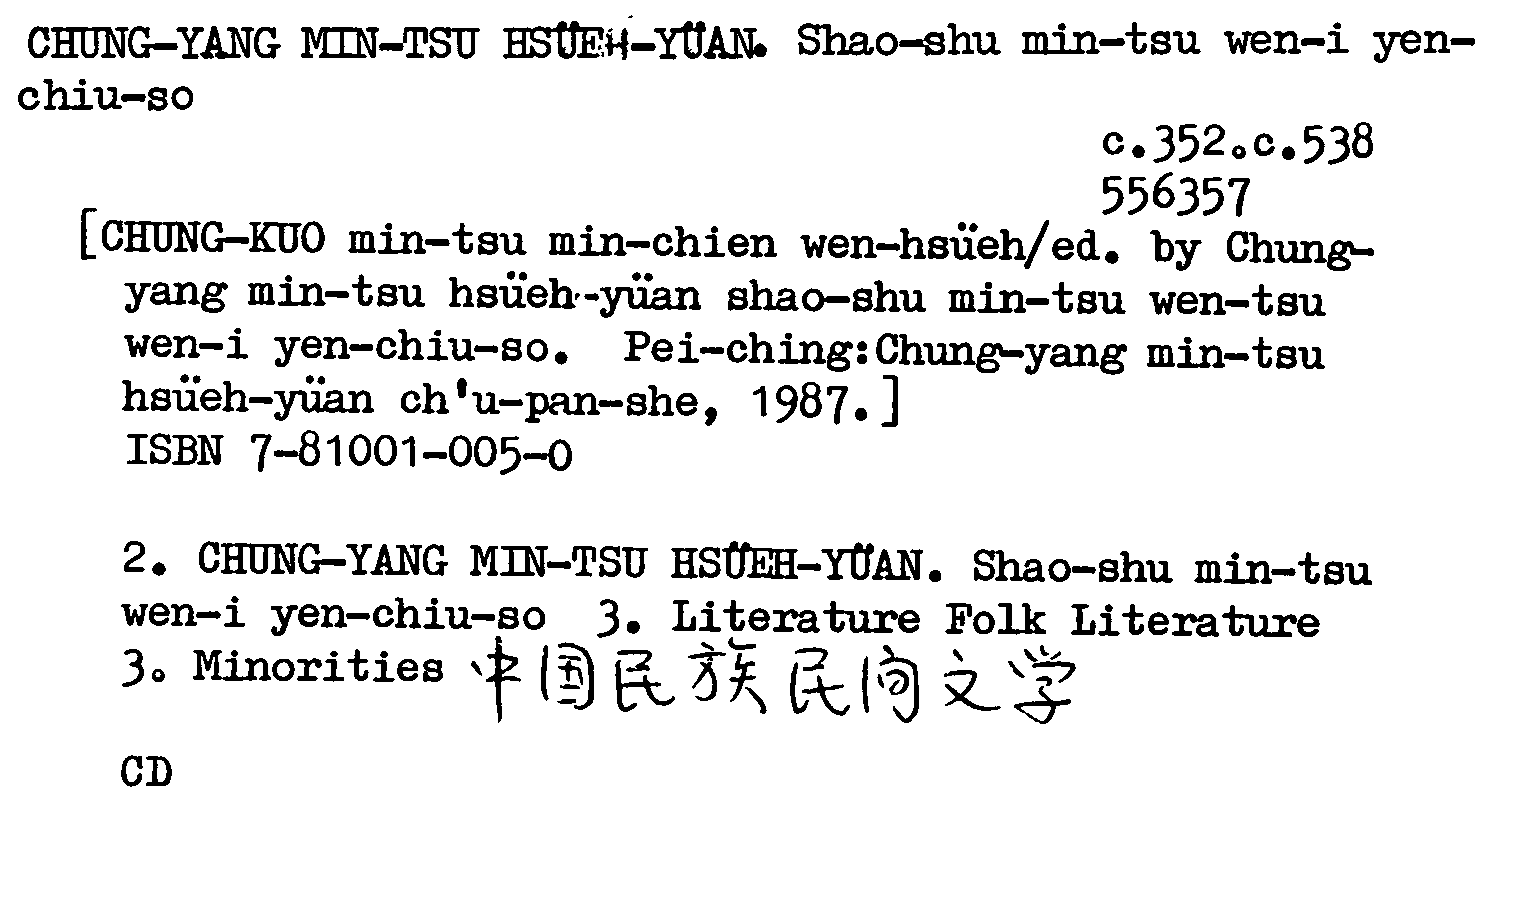 CHUNG-YANG MIN-TSU HSÜEH-YÜAN. Shao-shu min-tsu wen-i yen-
chiu-so
c.352.c.538
556357
[CHUNG-KUO min-tsu min-chien wen-hsüeh/ed. by Chung-
yang min-tsu hsüeh-yüan shao-shu min-tsu wen-tsu
wen-i yen-chiu-so. Pei-ching:Chung-yang min-tsu
hsüeh-yüan ch'u-pan-she, 1987.]
ISBN 7-81001-005-0
2. CHUNG-YANG MIN-TSU HSÜEH-YÜAN. Shao-shu min-tsu
wen-i yen-chiu-so 3. Literature Folk Literature
3. Minorities 中国民族民间文学
CD